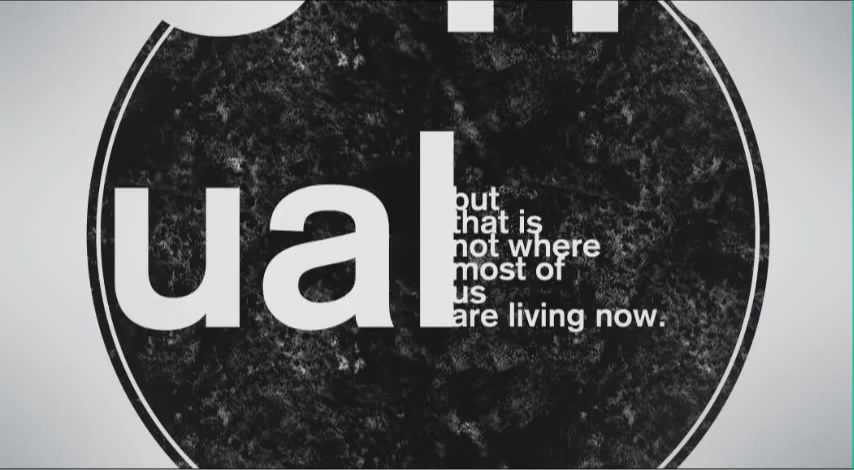 ual
but
that is
not where
most of
us
are living now.